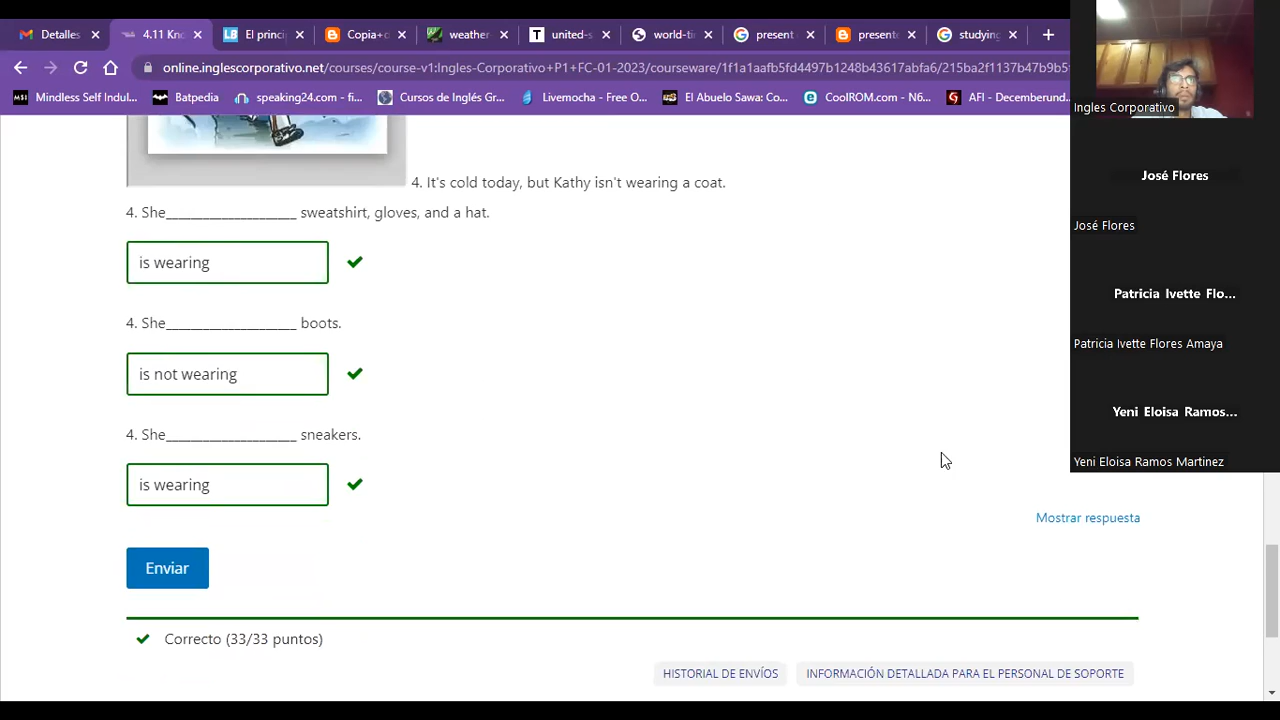 Detalles
4.11 Kno
El princi
Copia+d
weather-
united-s
world-ti
present
presente
studying
online.inglescorporativo.net/courses/course-v1:Ingles-Corporativo+P1+FC-01-2023/courseware/1f1a1aafb5fd4497b1248b43617abfa6/215ba2f1137b47b9b5
Mindless Self Indul...
Batpedia
speaking24.com - fi...
Cursos de Inglés Gr...
Livemocha - Free O...
El Abuelo Sawa: Co...
CoolROM.com - N6...
AFI - Decemberund
Ingles Corporativo
José Flores
José Flores
Patricia Ivette Flo...
Patricia Ivette Flores Amaya
Yeni Eloisa Ramos...
Yeni Eloisa Ramos Martinez
4. It's cold today, but Kathy isn't wearing a coat.
4. She____________________ sweatshirt, gloves, and a hat.
is wearing
4. She____________________ boots.
is not wearing
4. She____________________ sneakers.
is wearing
Mostrar respuesta
Enviar
Correcto (33/33 puntos)
HISTORIAL DE ENVÍOS
INFORMACIÓN DETALLADA PARA EL PERSONAL DE SOPORTE